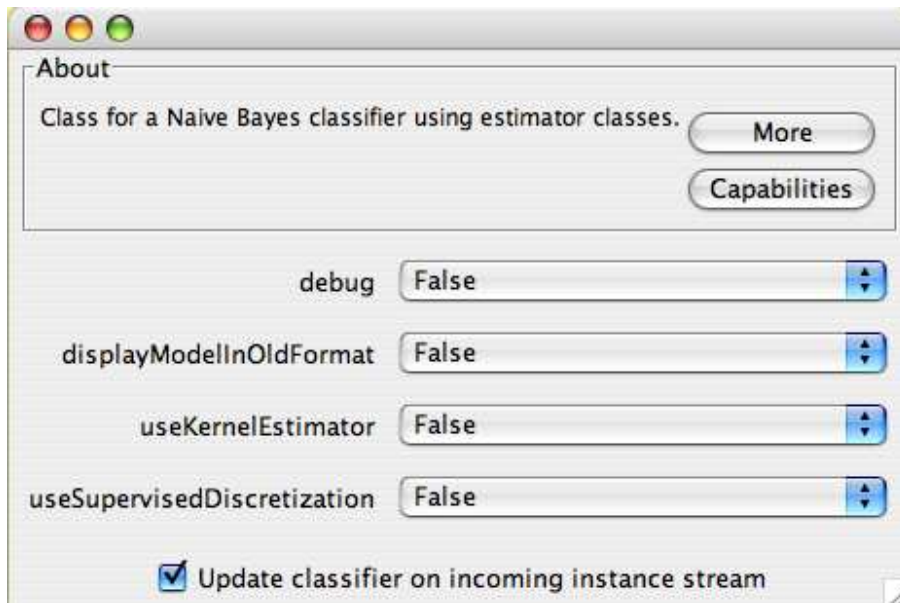 About
Class for a Naive Bayes classifier using estimator classes.
More
Capabilities
debug False
displayModelInOldFormat False
useKernelEstimator False
useSupervisedDiscretization False
Update classifier on incoming instance stream